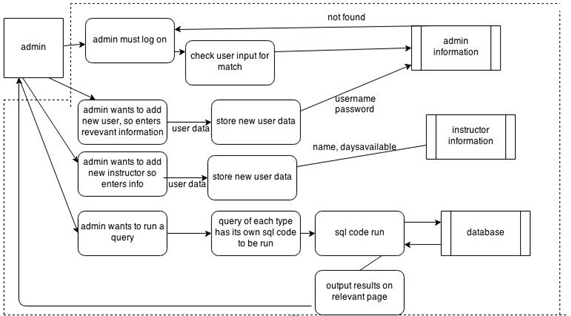 not found
admin
admin must log on
admin
information
check user input for
match
username
password
admin wants to add
new user, so enters
revevant information
user data
store new user data
instructor
information
name, daysavailable
admin wants to add
new instructor so
enters info
user data
store new user data
admin wants to run a
query
query of each type
has its own sql code
to be run
sql code run
database
output results on
relevant page